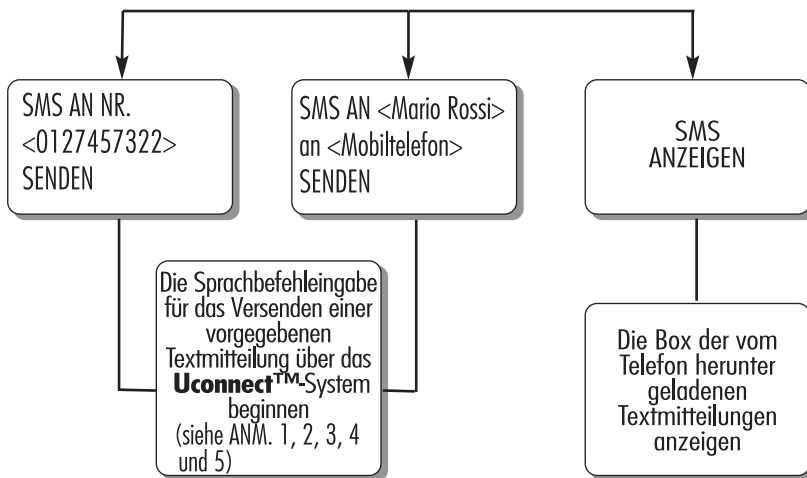 SMS AN NR.
<0127457322>
SENDEN
SMS AN <Mario Rossi>
an <Mobiltelefon>
SENDEN
SMS
ANZEIGEN
Die Sprachbefehleingabe
für das Versenden einer
vorgegebenen
Textmitteilung über das
Uconnect™-System
beginnen
(siehe ANM. 1, 2, 3, 4
und 5)
Die Box der vom
Telefon herunter
geladenen
Textmitteilungen
anzeigen